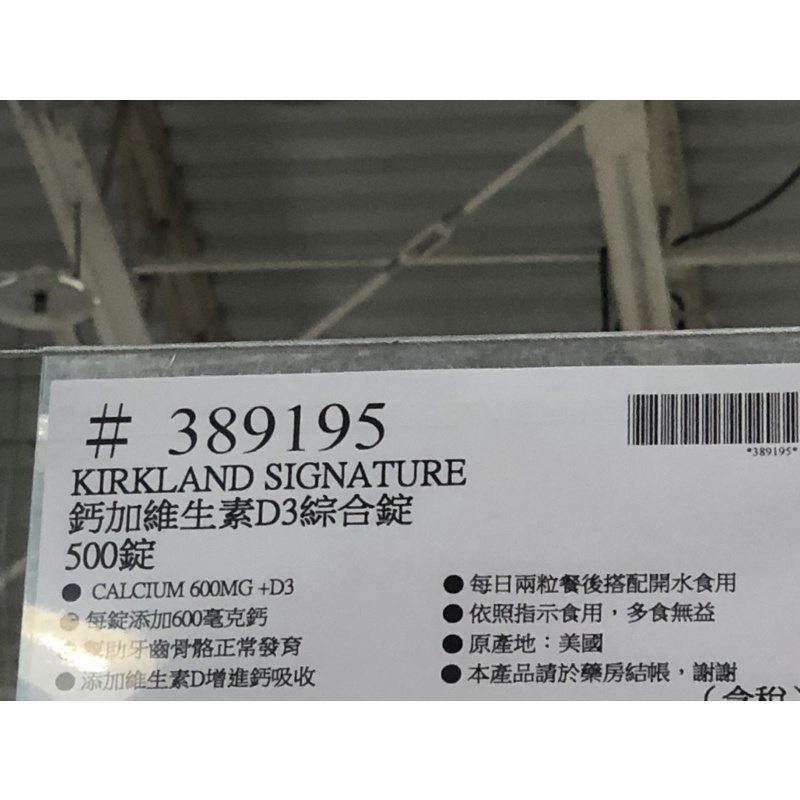 # 389195
*389195*
KIRKLAND SIGNATURE
鈣加維生素D3綜合錠
500錠
● CALCIUM 600MG +D3
● 每錠添加600毫克鈣
● 幫助牙齒骨骼正常發育
● 添加維生素D增進鈣吸收
● 每日兩粒餐後搭配開水食用
● 依照指示食用，多食無益
● 原產地：美國
● 本產品請於藥房結帳，謝謝
（含稅）